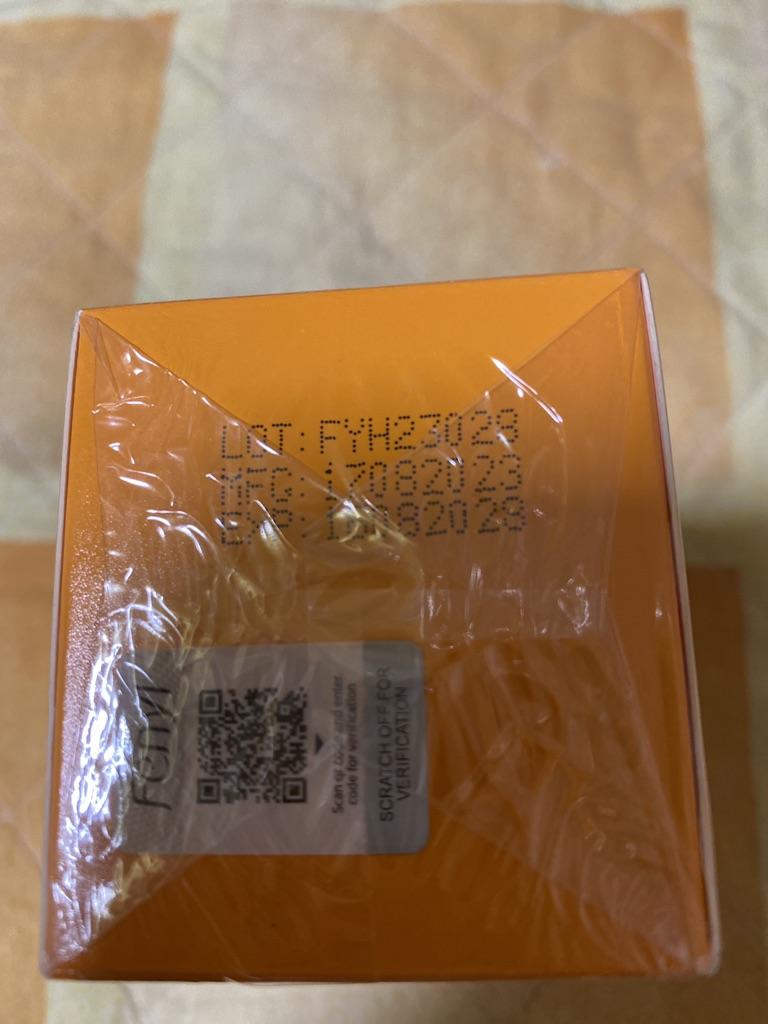 LOT: FYH23028
MFG: 17082023
EXP:
Scan qr code and enter
code for verification
SCRATCH OFF FOR
VERIFICATION